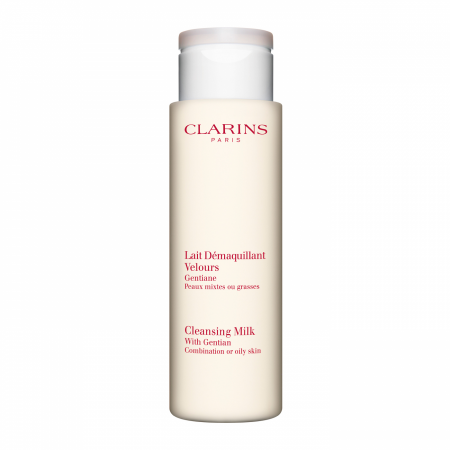 CLARINS
PARIS
Lait Démaquillant
Velours
Gentiane
Peaux mixtes ou grasses
Cleansing Milk
With Gentian
Combination or oily skin